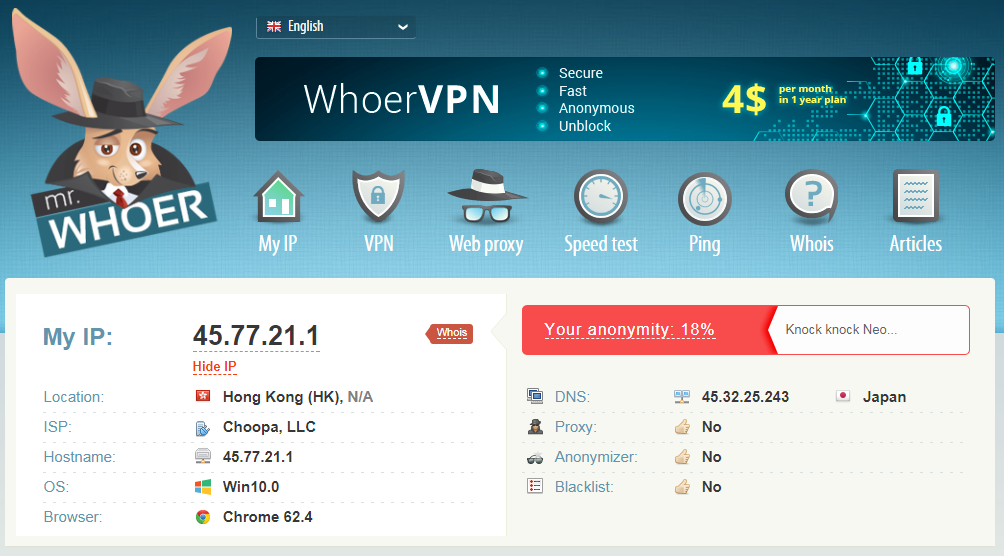 English
mr.
WHOER
WhoerVPN
Secure
Fast
Anonymous
Unblock
4$
per month
in 1 year plan
My IP
VPN
Web proxy
Speed test
Ping
?
Whois
Articles
My IP:
45.77.21.1
Whois
Hide IP
Location:
Hong Kong (HK), N/A
ISP:
Choopa, LLC
Hostname:
45.77.21.1
OS:
Win10.0
Browser:
Chrome 62.4
Your anonymity: 18%
Knock knock Neo...
DNS:
45.32.25.243
Japan
Proxy:
No
Anonymizer:
No
Blacklist:
No